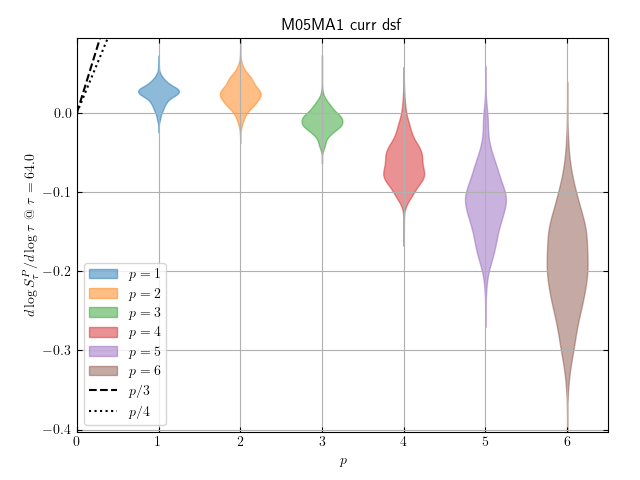 M05MA1 curr dsf
d log S_τ^P / d log τ @ τ = 64.0
0.0
−0.1
−0.2
−0.3
−0.4
p = 1
p = 2
p = 3
p = 4
p = 5
p = 6
p/3
p/4
0 1 2 3 4 5 6
p